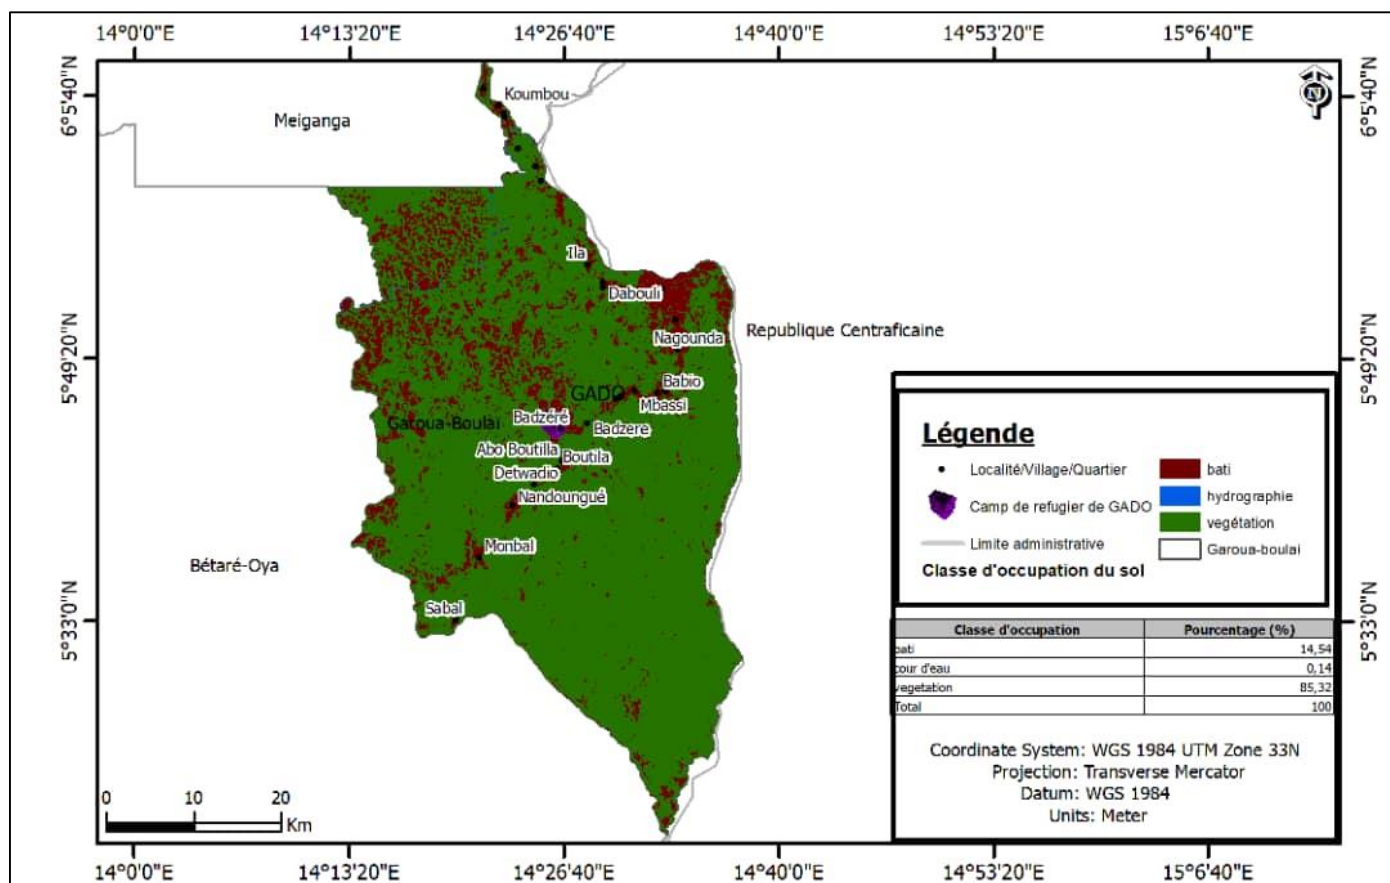 14°0'0"E 14°13'20"E 14°26'40"E 14°40'0"E 14°53'20"E 15°6'40"E
6°5'40"N
6°5'40"N
N
Koumbou
Meiganga
Ila
Dabouli
Republique Centraficaine
Nagounda
5°49'20"N
5°49'20"N
Babio
GADO
Mbassi
Badzéré
Garoua-Boulai
Badzere
Abo Boutilla
Boutila
Detwadio
Nandoungué
Monbal
Bétaré-Oya
Sabal
5°33'0"N
5°33'0"N
Légende
Localité/Village/Quartier
Camp de refugier de GADO
Limite administrative
Classe d'occupation du sol
bati
hydrographie
vegétation
Garoua-boulai
Classe d'occupation Pourcentage (%)
bati 14,54
cour d'eau 0,14
vegetation 85,32
Total 100
Coordinate System: WGS 1984 UTM Zone 33N
Projection: Transverse Mercator
Datum: WGS 1984
Units: Meter
0 10 20
Km
14°0'0"E 14°13'20"E 14°26'40"E 14°40'0"E 14°53'20"E 15°6'40"E